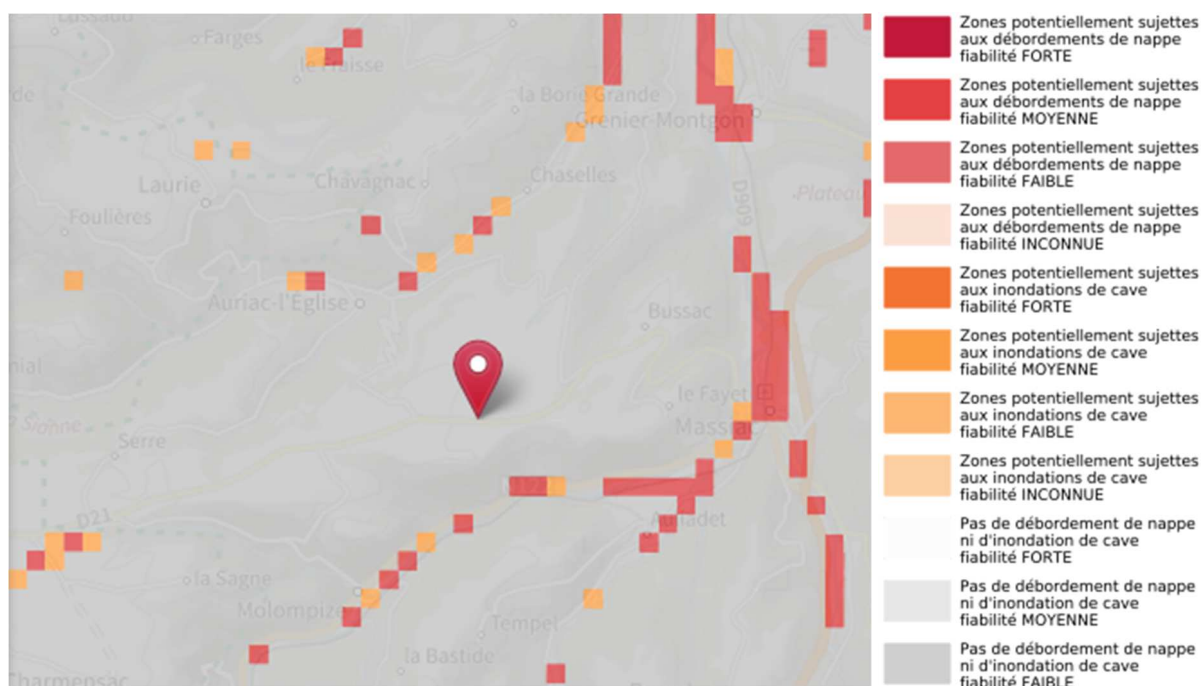 Lussaud
Farges
le Fraisse
la Borie Grande
Grenier-Montgon
Laurie
Chavagnac
Chaselles
D909
Plateau
Foulières
Auriac-l'Eglise
Bussac
nial
le Fayet
Massiac
Serre
D21
Auliadet
la Sagne
Molompize
Tempel
la Bastide
Charmensac
Zones potentiellement sujettes
aux débordements de nappe
fiabilité FORTE
Zones potentiellement sujettes
aux débordements de nappe
fiabilité MOYENNE
Zones potentiellement sujettes
aux débordements de nappe
fiabilité FAIBLE
Zones potentiellement sujettes
aux débordements de nappe
fiabilité INCONNUE
Zones potentiellement sujettes
aux inondations de cave
fiabilité FORTE
Zones potentiellement sujettes
aux inondations de cave
fiabilité MOYENNE
Zones potentiellement sujettes
aux inondations de cave
fiabilité FAIBLE
Zones potentiellement sujettes
aux inondations de cave
fiabilité INCONNUE
Pas de débordement de nappe
ni d'inondation de cave
fiabilité FORTE
Pas de débordement de nappe
ni d'inondation de cave
fiabilité MOYENNE
Pas de débordement de nappe
ni d'inondation de cave
fiabilité FAIBLE